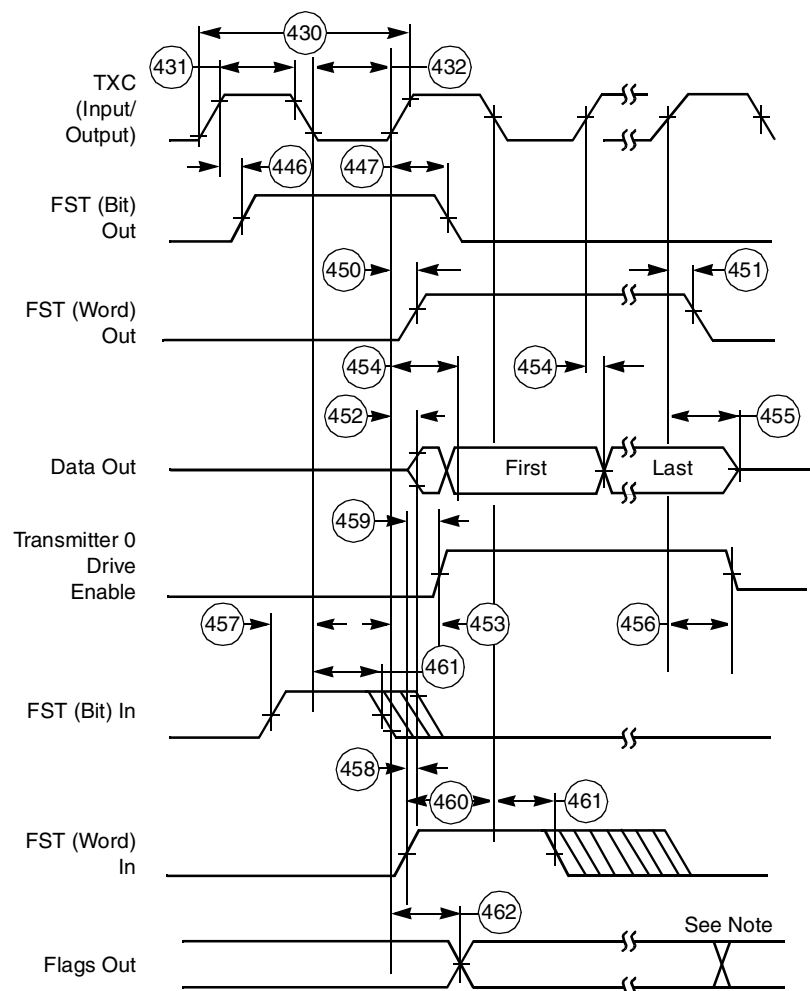 430
431
432
TXC
(Input/
Output)
446
447
FST (Bit)
Out
450
451
FST (Word)
Out
454
454
452
455
Data Out
First
Last
459
Transmitter 0
Drive
Enable
457
453
456
461
FST (Bit) In
458
460
461
FST (Word)
In
462
See Note
Flags Out